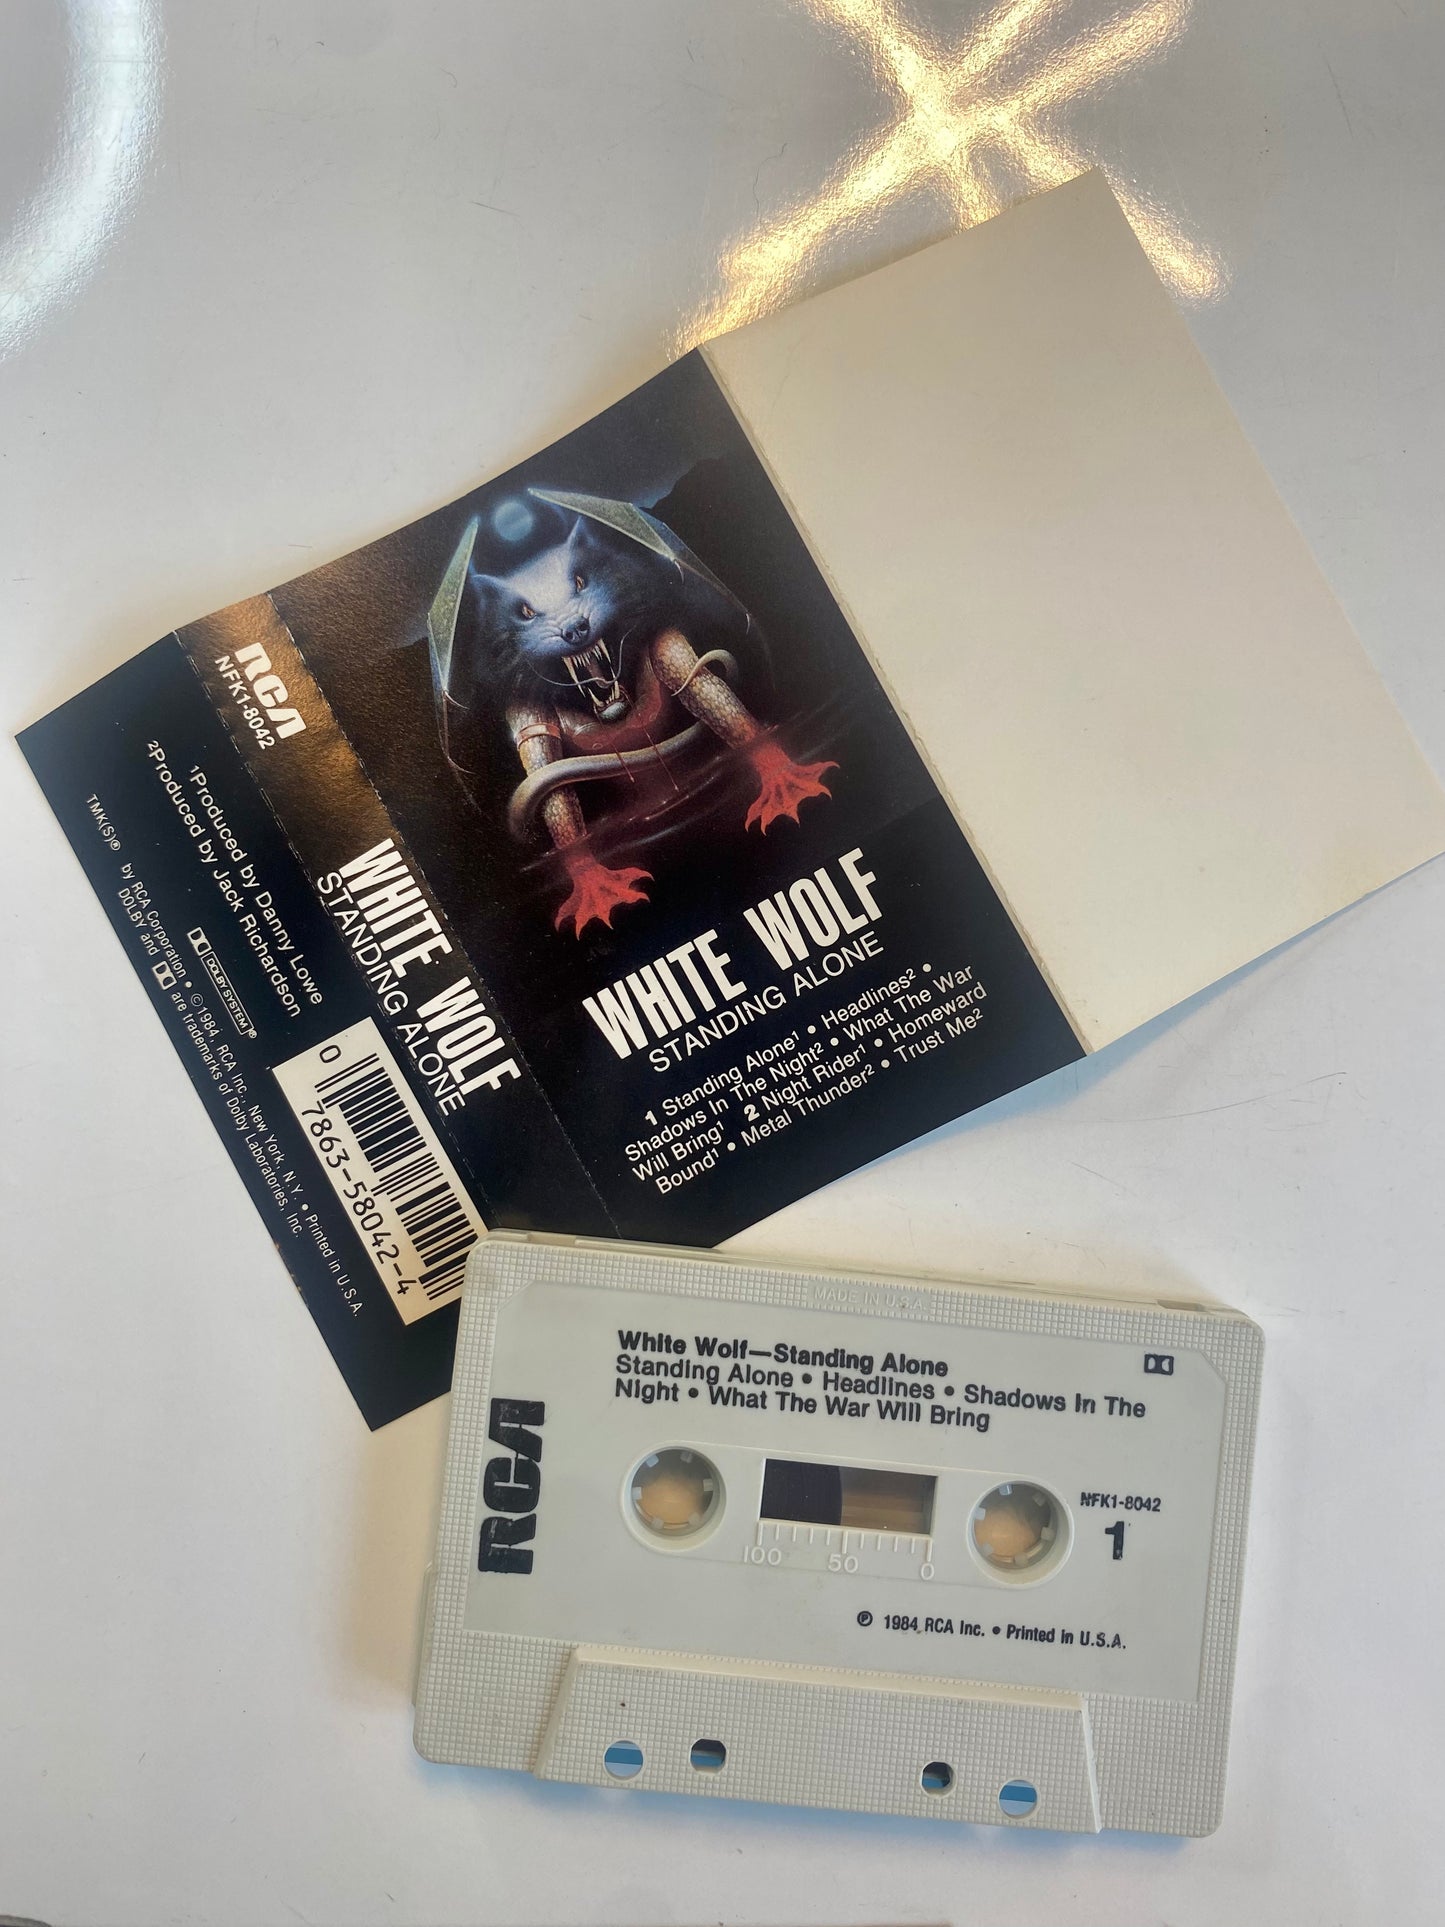 RCA
NFK1-8042
WHITE WOLF
STANDING ALONE
¹Produced by Danny Lowe
²Produced by Jack Richardson
DOLBY SYSTEM®
TMK(S)® by RCA Corporation • © 1984, RCA Inc., New York, N.Y. • Printed in U.S.A.
DOLBY and are trademarks of Dolby Laboratories, Inc.
0 7863-58042-4
WHITE WOLF
STANDING ALONE
1 Standing Alone¹ • Headlines² •
Shadows In The Night² • What The War
Will Bring¹ 2 Night Rider¹ • Homeward
Bound¹ • Metal Thunder² • Trust Me²
MADE IN U.S.A.
White Wolf—Standing Alone
Standing Alone • Headlines • Shadows In The
Night • What The War Will Bring
RCA
NFK1-8042
1
100 50 0
℗ 1984 RCA Inc. • Printed in U.S.A.